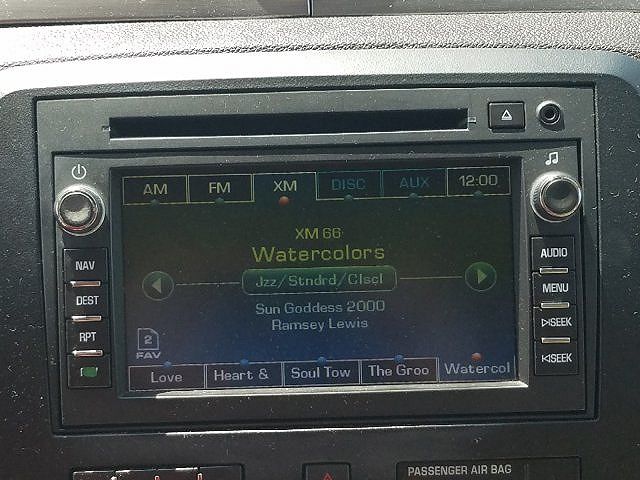 AM FM XM DISC AUX 12:00
XM 66
Watercolors
Jzz/Stndrd/Clscl
Sun Goddess 2000
Ramsey Lewis
2
FAV
Love Heart & Soul Tow The Groo Watercol
NAV
DEST
RPT
AUDIO
MENU
SEEK
SEEK
PASSENGER AIR BAG